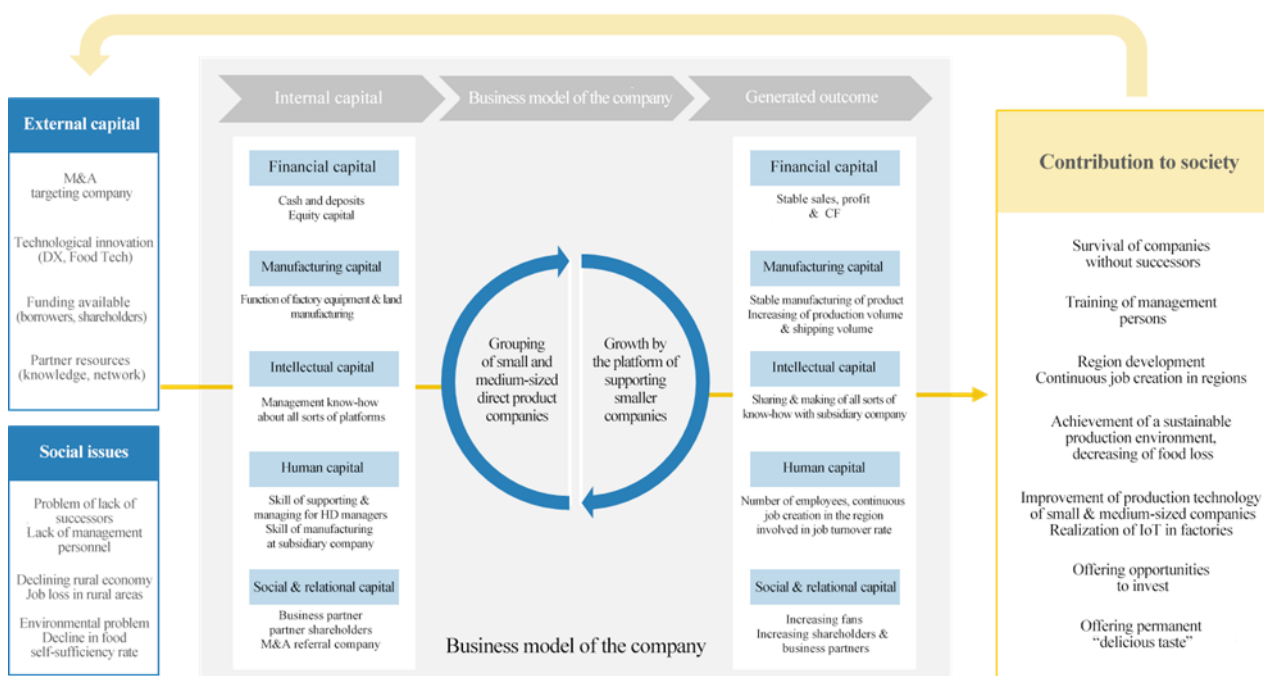 Internal capital
Business model of the company
Generated outcome
External capital
M&A
targeting company
Technological innovation
(DX, Food Tech)
Funding available
(borrowers, shareholders)
Partner resources
(knowledge, network)
Social issues
Problem of lack of
successors
Lack of management
personnel
Declining rural economy
Job loss in rural areas
Environmental problem
Decline in food
self-sufficiency rate
Financial capital
Cash and deposits
Equity capital
Manufacturing capital
Function of factory equipment & land
manufacturing
Intellectual capital
Management know-how
about all sorts of platforms
Human capital
Skill of supporting &
managing for HD managers
Skill of manufacturing
at subsidiary company
Social & relational capital
Business partner
partner shareholders
M&A referral company
Grouping
of small and
medium-sized
direct product
companies
Growth by
the platform of
supporting
smaller
companies
Business model of the company
Financial capital
Stable sales, profit
& CF
Manufacturing capital
Stable manufacturing of product
Increasing of production volume
& shipping volume
Intellectual capital
Sharing & making of all sorts of
know-how with subsidiary company
Human capital
Number of employees, continuous
job creation in the region
involved in job turnover rate
Social & relational capital
Increasing fans
Increasing shareholders &
business partners
Contribution to society
Survival of companies
without successors
Training of management
persons
Region development
Continuous job creation in regions
Achievement of a sustainable
production environment,
decreasing of food loss
Improvement of production technology
of small & medium-sized companies
Realization of IoT in factories
Offering opportunities
to invest
Offering permanent
“delicious taste”